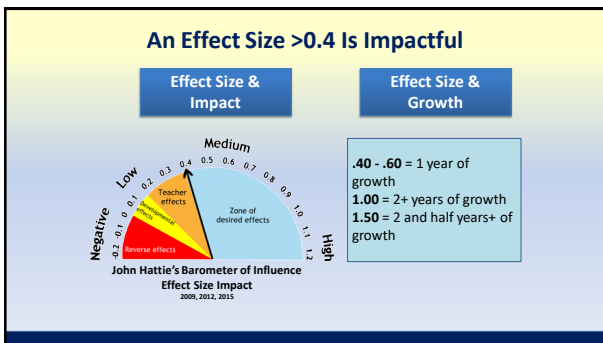 An Effect Size >0.4 Is Impactful
Effect Size &
Impact
Effect Size &
Growth
Negative
Low
Medium
High
-0.2
-0.1
0
0.1
0.2
0.3
0.4
0.5
0.6
0.7
0.8
0.9
1.0
1.1
1.2
Reverse effects
Developmental
effects
Teacher
effects
Zone of
desired effects
John Hattie's Barometer of Influence
Effect Size Impact
2009, 2012, 2015
.40 - .60 = 1 year of
growth
1.00 = 2+ years of growth
1.50 = 2 and half years+ of
growth